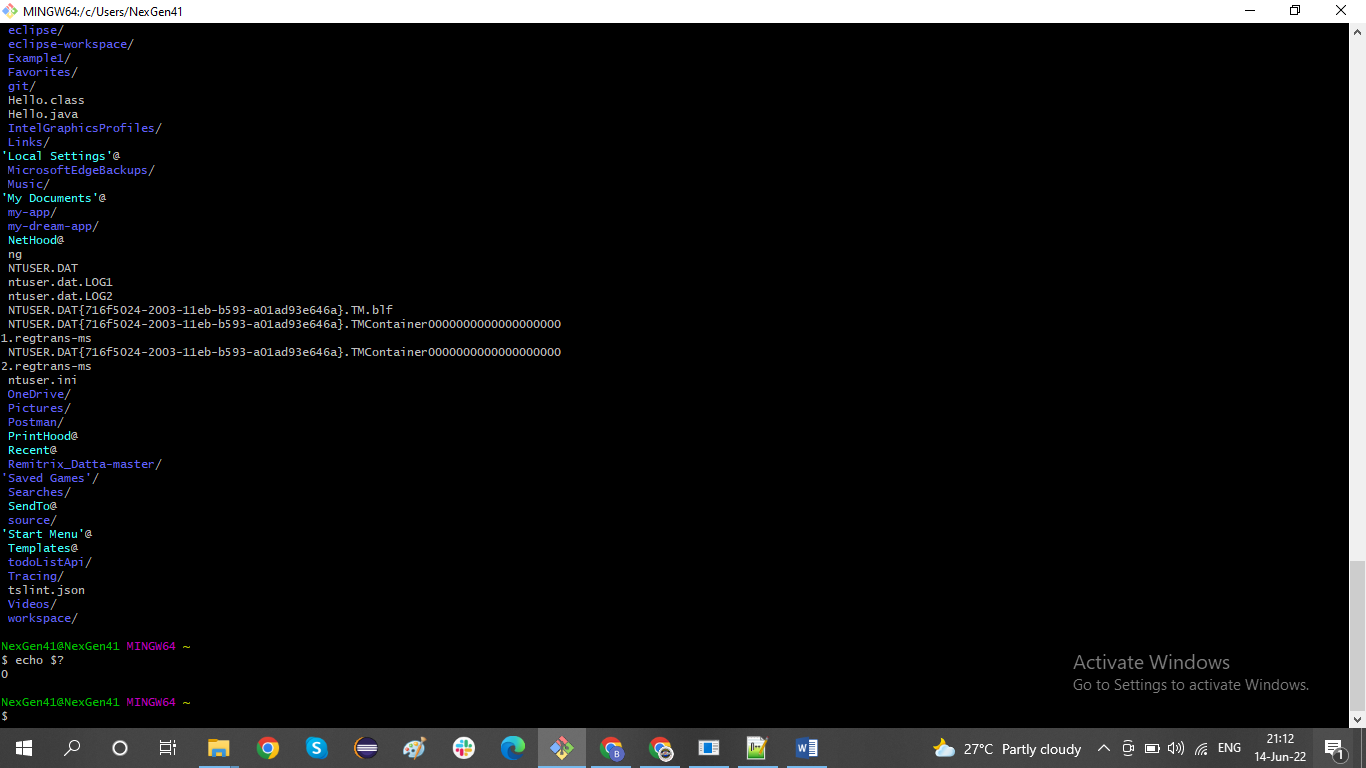 MINGW64:/c/Users/NexGen41
eclipse/
eclipse-workspace/
Example1/
Favorites/
git/
Hello.class
Hello.java
IntelGraphicsProfiles/
Links/
'Local Settings'@
MicrosoftEdgeBackups/
Music/
'My Documents'@
my-app/
my-dream-app/
NetHood@
ng
NTUSER.DAT
ntuser.dat.LOG1
ntuser.dat.LOG2
NTUSER.DAT{716f5024-2003-11eb-b593-a01ad93e646a}.TM.blf
NTUSER.DAT{716f5024-2003-11eb-b593-a01ad93e646a}.TMContainer0000000000000000000
1.regtrans-ms
NTUSER.DAT{716f5024-2003-11eb-b593-a01ad93e646a}.TMContainer0000000000000000000
2.regtrans-ms
ntuser.ini
OneDrive/
Pictures/
Postman/
PrintHood@
Recent@
Remitrix_Datta-master/
'Saved Games'/
Searches/
SendTo@
source/
'Start Menu'@
Templates@
todoListApi/
Tracing/
tslint.json
Videos/
workspace/
NexGen41@NexGen41 MINGW64 ~
$ echo $?
0
NexGen41@NexGen41 MINGW64 ~
$
Activate Windows
Go to Settings to activate Windows.
27°C Partly cloudy
ENG
21:12
14-Jun-22
1